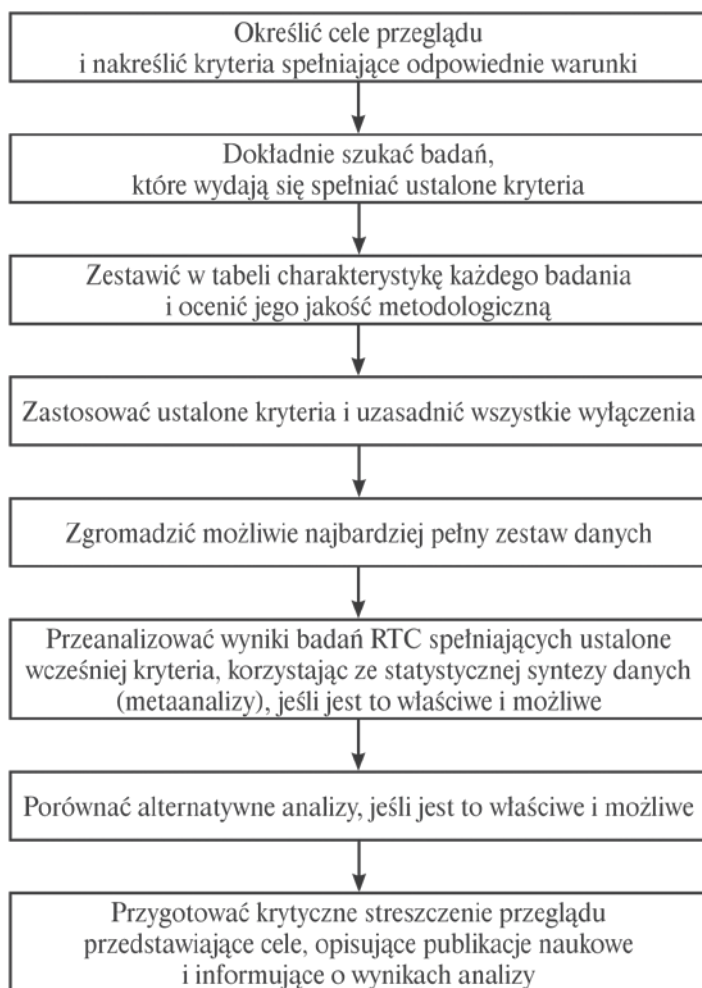 Określić cele przeglądu
i nakreślić kryteria spełniające odpowiednie warunki
Dokładnie szukać badań,
które wydają się spełniać ustalone kryteria
Zestawić w tabeli charakterystykę każdego badania
i ocenić jego jakość metodologiczną
Zastosować ustalone kryteria i uzasadnić wszystkie wyłączenia
Zgromadzić możliwie najbardziej pełny zestaw danych
Przeanalizować wyniki badań RTC spełniających ustalone
wcześniej kryteria, korzystając ze statystycznej syntezy danych
(metaanalizy), jeśli jest to właściwe i możliwe
Porównać alternatywne analizy, jeśli jest to właściwe i możliwe
Przygotować krytyczne streszczenie przeglądu
przedstawiające cele, opisujące publikacje naukowe
i informujące o wynikach analizy